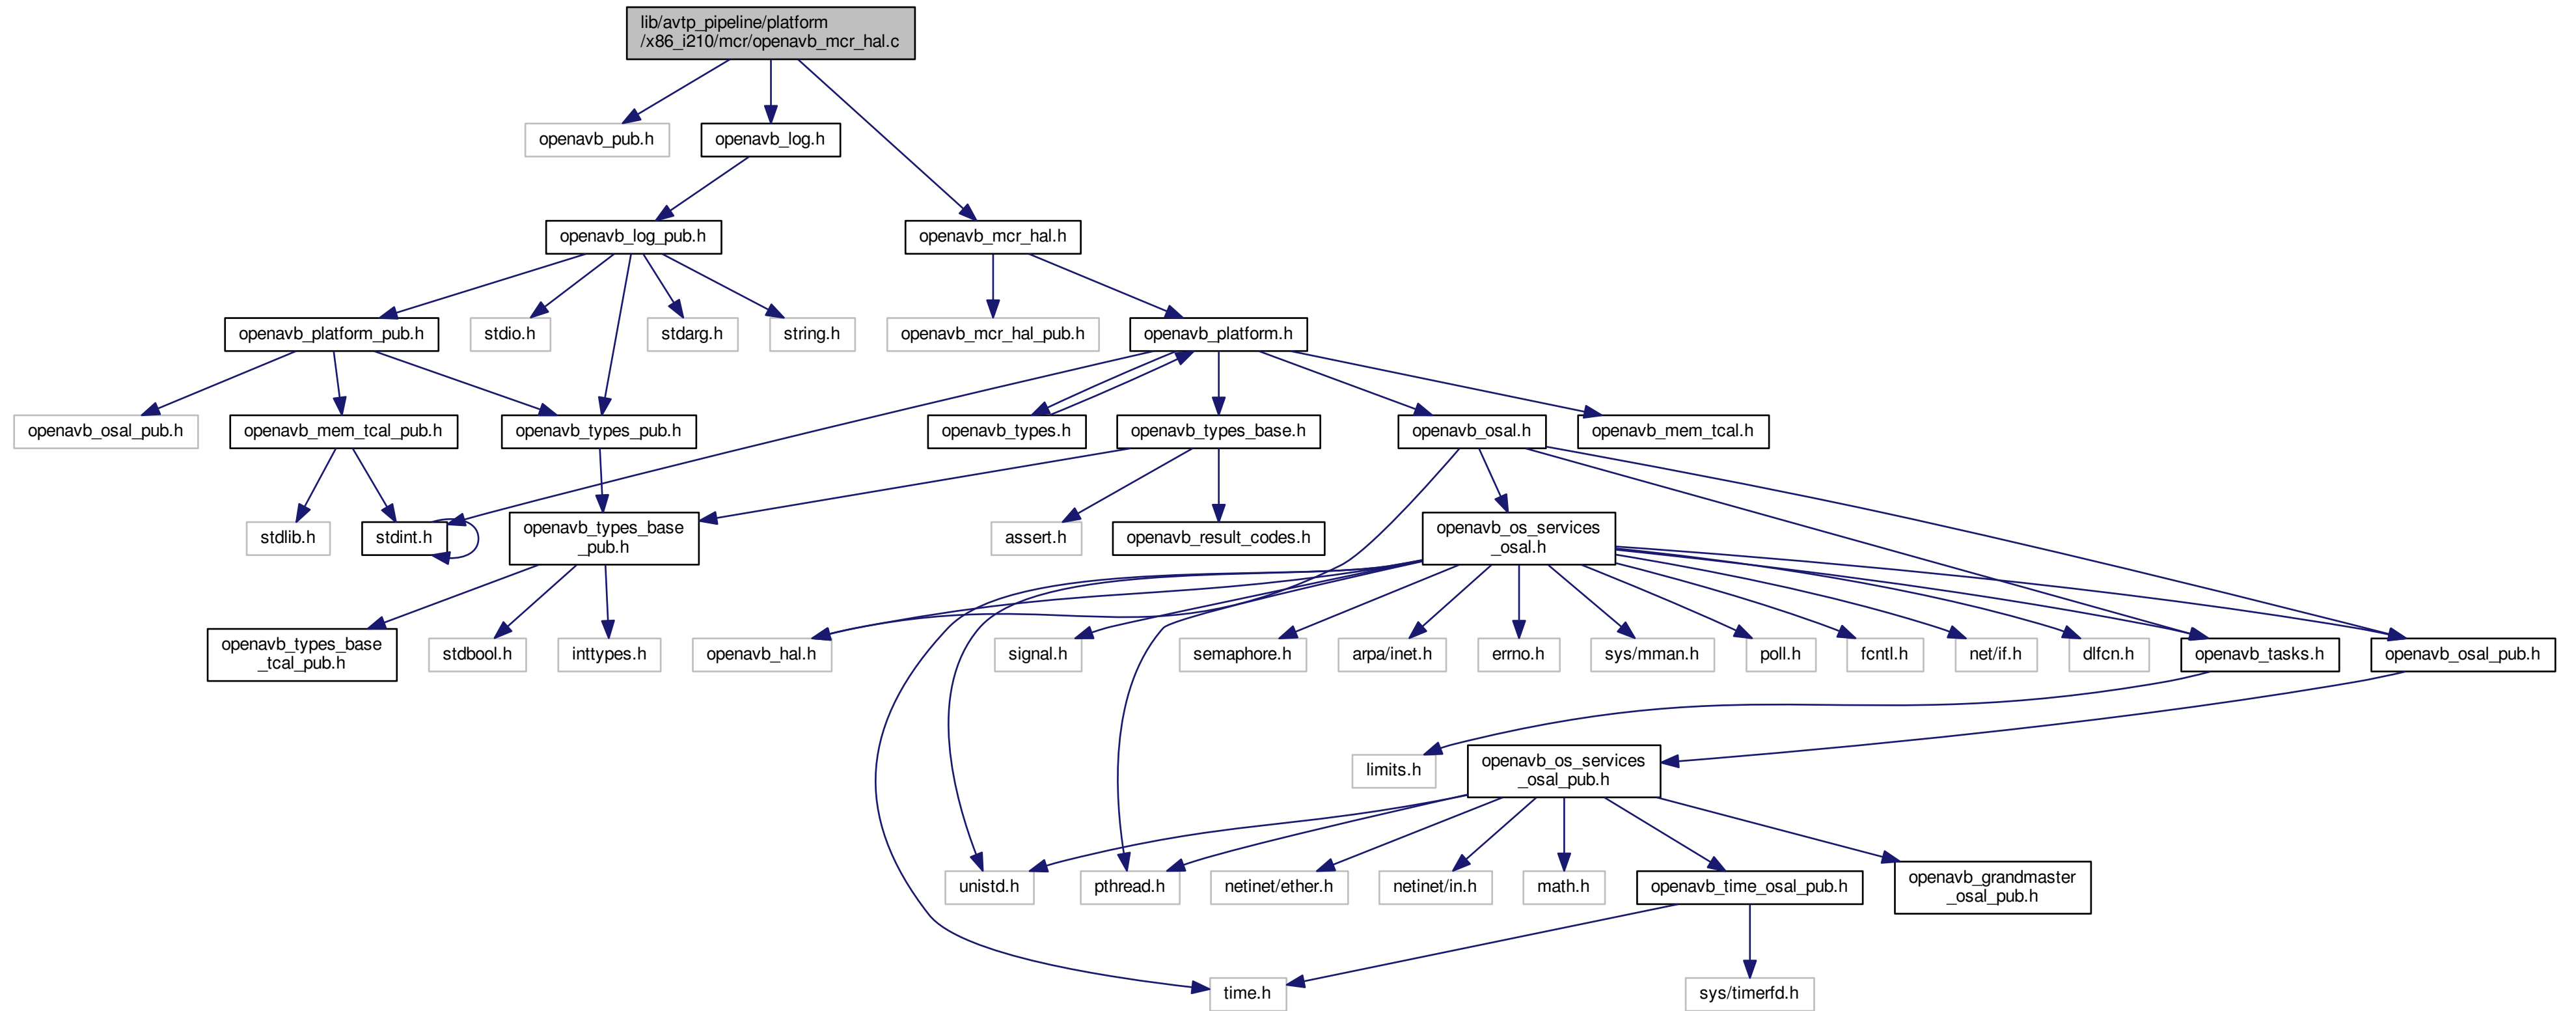 lib/avtp_pipeline/platform
/x86_i210/mcr/openavb_mcr_hal.c
openavb_pub.h
openavb_log.h
openavb_log_pub.h
openavb_mcr_hal.h
openavb_platform_pub.h
stdio.h
stdarg.h
string.h
openavb_mcr_hal_pub.h
openavb_platform.h
openavb_osal_pub.h
openavb_mem_tcal_pub.h
openavb_types_pub.h
openavb_types.h
openavb_types_base.h
openavb_osal.h
openavb_mem_tcal.h
stdlib.h
stdint.h
openavb_types_base
_pub.h
assert.h
openavb_result_codes.h
openavb_os_services
_osal.h
openavb_types_base
_tcal_pub.h
stdbool.h
inttypes.h
openavb_hal.h
signal.h
semaphore.h
arpa/inet.h
errno.h
sys/mman.h
poll.h
fcntl.h
net/if.h
dlfcn.h
openavb_tasks.h
openavb_osal_pub.h
limits.h
openavb_os_services
_osal_pub.h
unistd.h
pthread.h
netinet/ether.h
netinet/in.h
math.h
openavb_time_osal_pub.h
openavb_grandmaster
_osal_pub.h
time.h
sys/timerfd.h